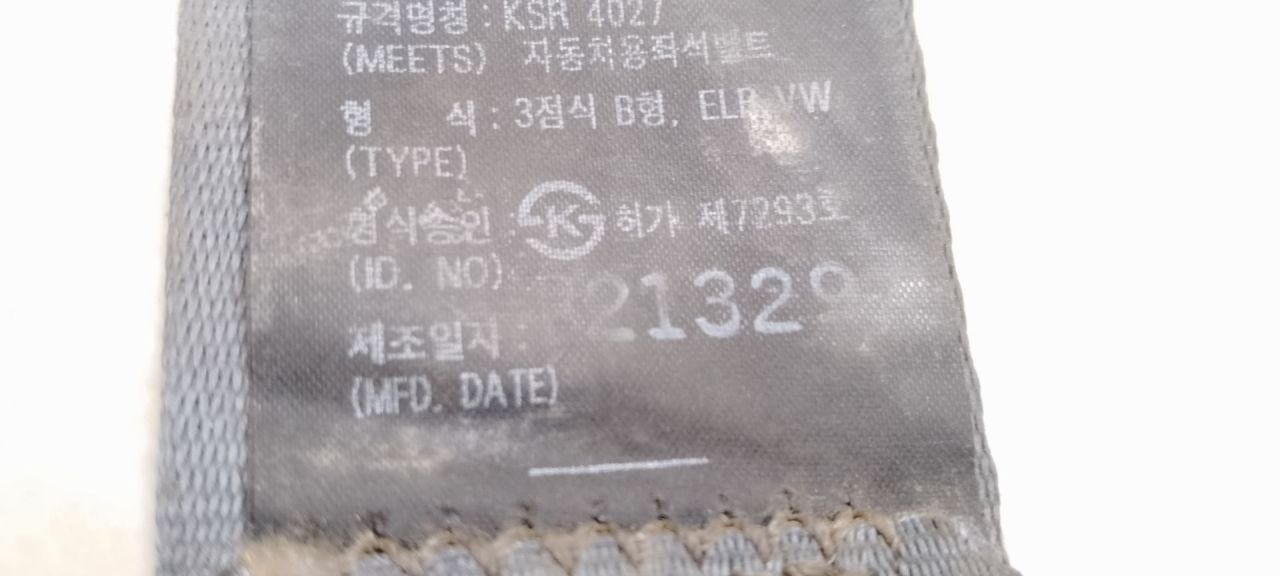 규격명칭 : KSR 4027
(MEETS) 자동차용좌석벨트
형 식 : 3점식 B형, ELR, VW
(TYPE)
형식승인 : K 허가 제7293호
(ID. NO)
21329
제조일자 :
(MFD. DATE)